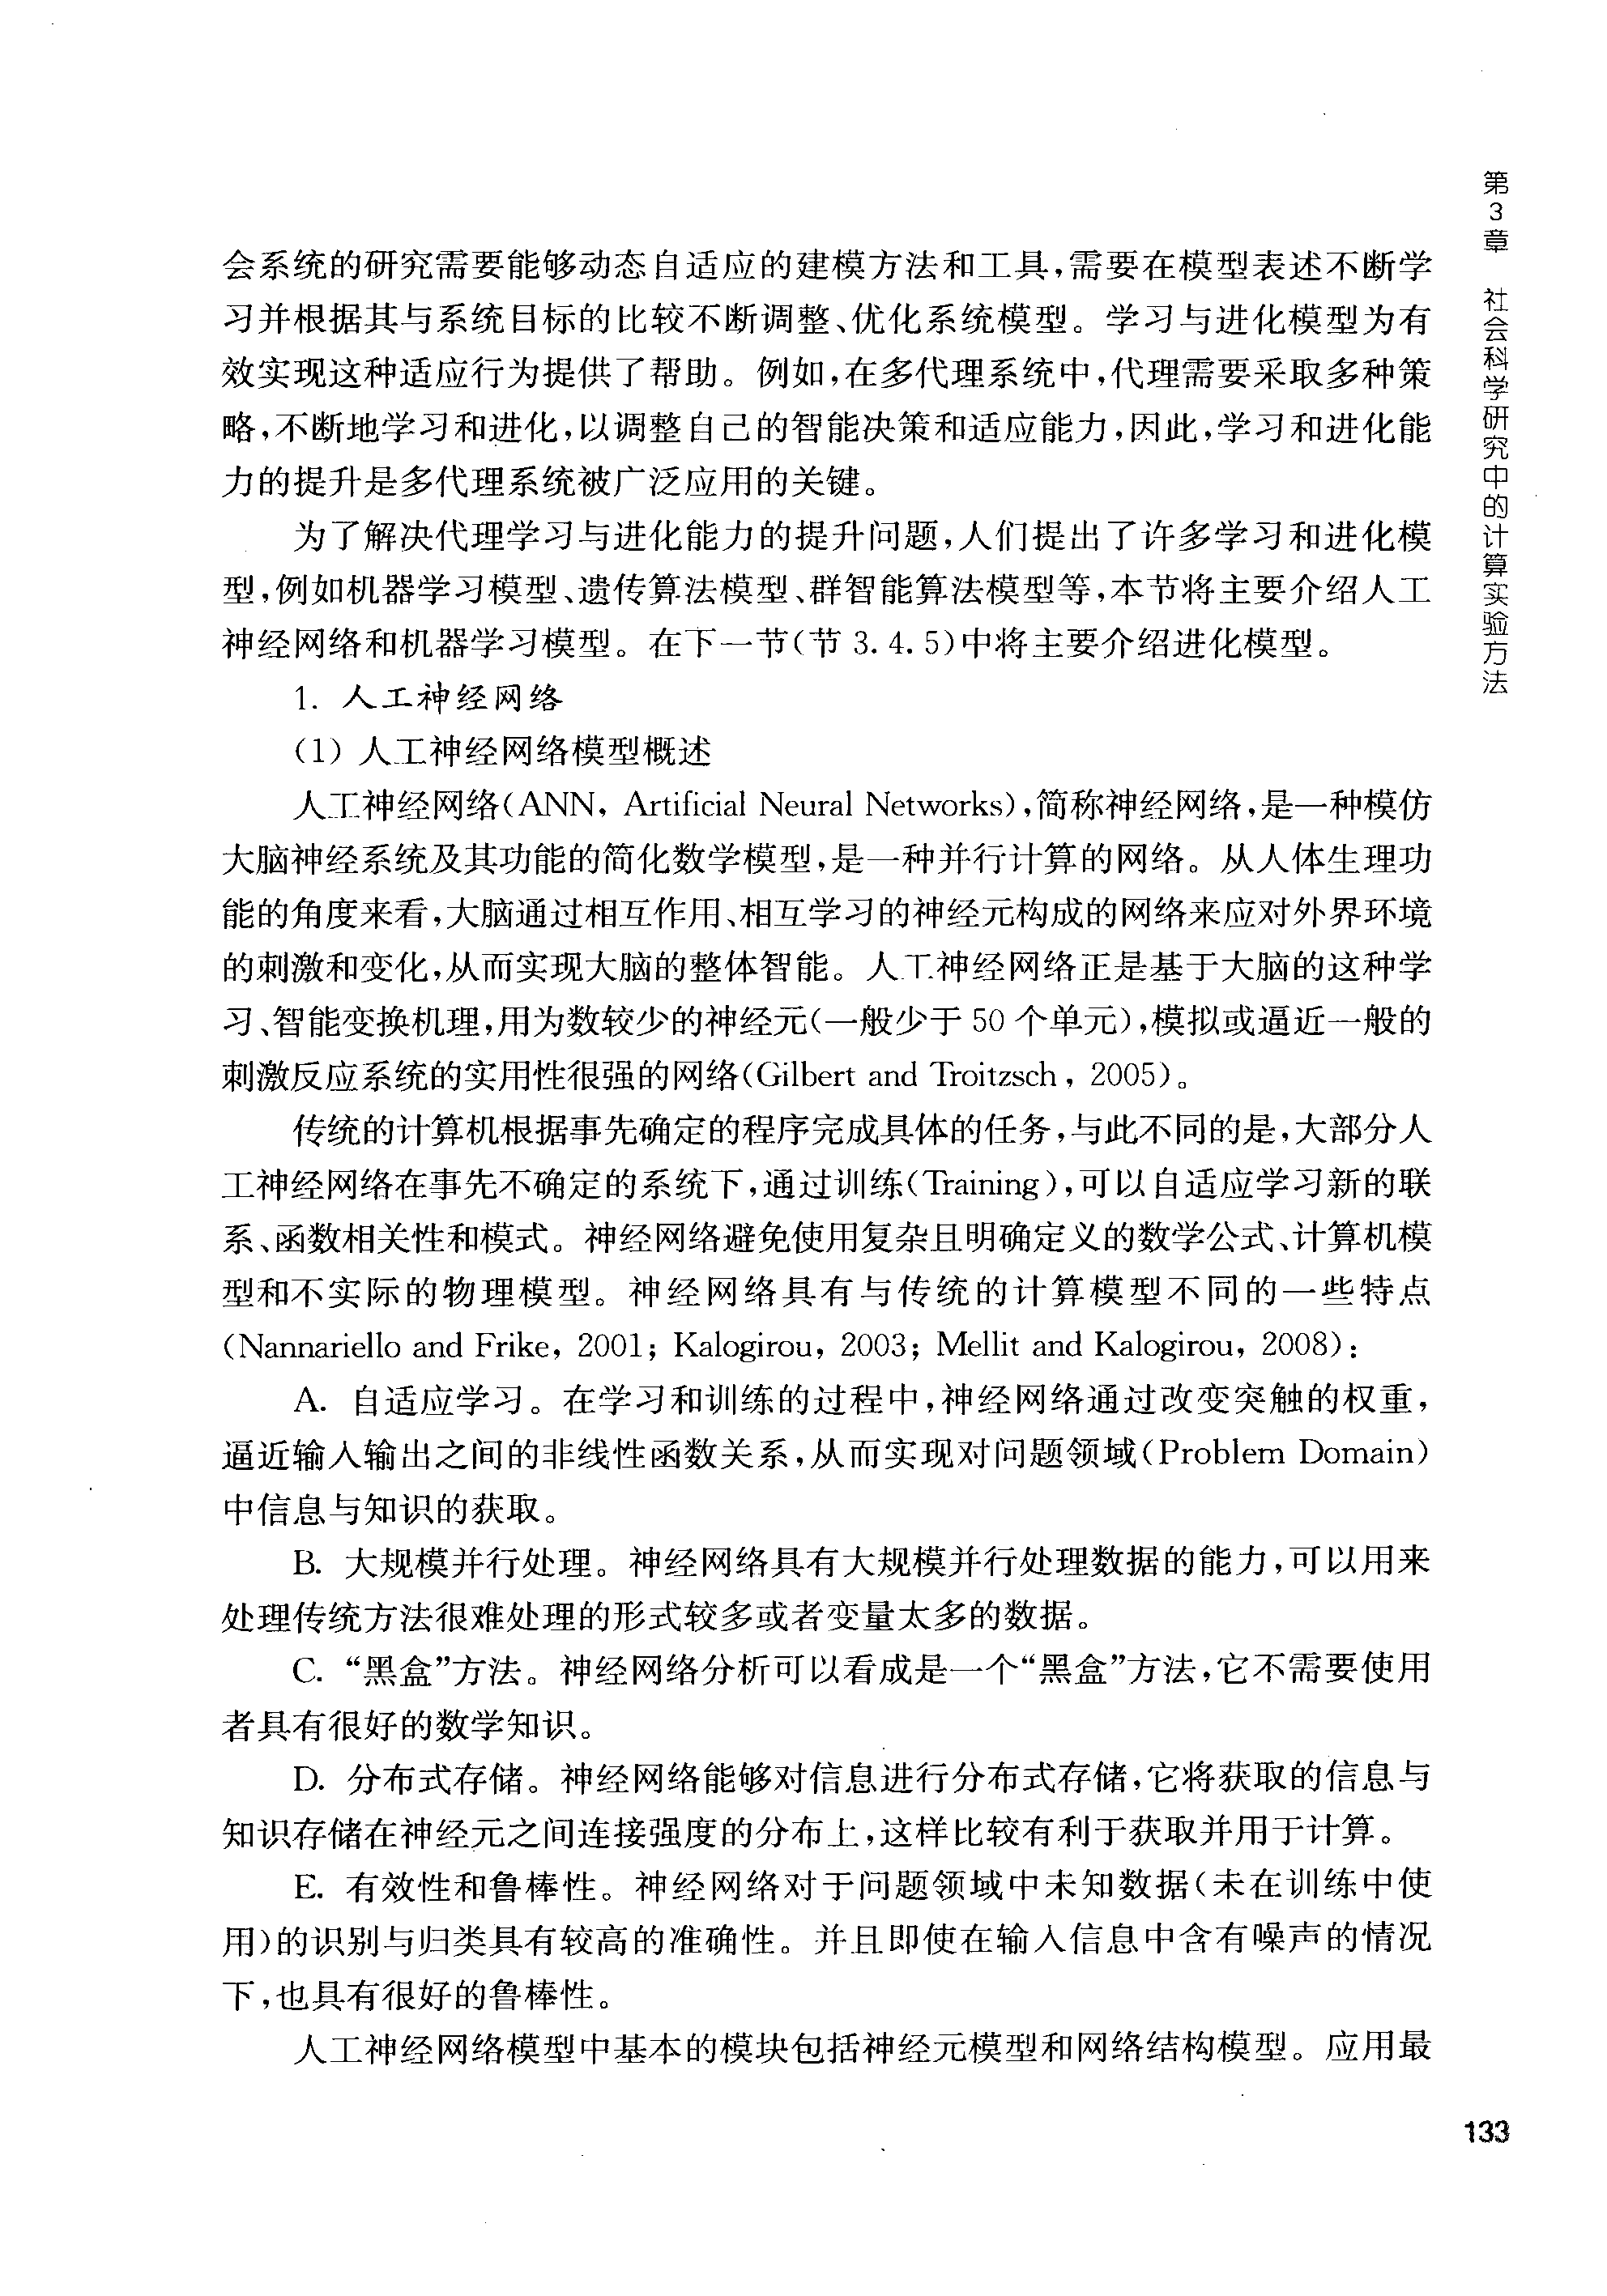 第3章 社会科学研究中的计算实验方法
会系统的研究需要能够动态自适应的建模方法和工具,需要在模型表述不断学
习并根据其与系统目标的比较不断调整、优化系统模型。学习与进化模型为有
效实现这种适应行为提供了帮助。例如,在多代理系统中,代理需要采取多种策
略,不断地学习和进化,以调整自己的智能决策和适应能力,因此,学习和进化能
力的提升是多代理系统被广泛应用的关键。
为了解决代理学习与进化能力的提升问题,人们提出了许多学习和进化模
型,例如机器学习模型、遗传算法模型、群智能算法模型等,本节将主要介绍人工
神经网络和机器学习模型。在下一节(节 3.4.5)中将主要介绍进化模型。
1. 人工神经网络
(1) 人工神经网络模型概述
人工神经网络(ANN, Artificial Neural Networks),简称神经网络,是一种模仿
大脑神经系统及其功能的简化数学模型,是一种并行计算的网络。从人体生理功
能的角度来看,大脑通过相互作用、相互学习的神经元构成的网络来应对外界环境
的刺激和变化,从而实现大脑的整体智能。人工神经网络正是基于大脑的这种学
习、智能变换机理,用为数较少的神经元(一般少于 50 个单元),模拟或逼近一般的
刺激反应系统的实用性很强的网络(Gilbert and Troitzsch, 2005)。
传统的计算机根据事先确定的程序完成具体的任务,与此不同的是,大部分人
工神经网络在事先不确定的系统下,通过训练(Training),可以自适应学习新的联
系、函数相关性和模式。神经网络避免使用复杂且明确定义的数学公式、计算机模
型和不实际的物理模型。神经网络具有与传统的计算模型不同的一些特点
(Nannariello and Frike, 2001; Kalogirou, 2003; Mellit and Kalogirou, 2008):
A. 自适应学习。在学习和训练的过程中,神经网络通过改变突触的权重,
逼近输入输出之间的非线性函数关系,从而实现对问题领域(Problem Domain)
中信息与知识的获取。
B. 大规模并行处理。神经网络具有大规模并行处理数据的能力,可以用来
处理传统方法很难处理的形式较多或者变量太多的数据。
C. “黑盒”方法。神经网络分析可以看成是一个“黑盒”方法,它不需要使用
者具有很好的数学知识。
D. 分布式存储。神经网络能够对信息进行分布式存储,它将获取的信息与
知识存储在神经元之间连接强度的分布上,这样比较有利于获取并用于计算。
E. 有效性和鲁棒性。神经网络对于问题领域中未知数据(未在训练中使
用)的识别与归类具有较高的准确性。并且即使在输入信息中含有噪声的情况
下,也具有很好的鲁棒性。
人工神经网络模型中基本的模块包括神经元模型和网络结构模型。应用最
133